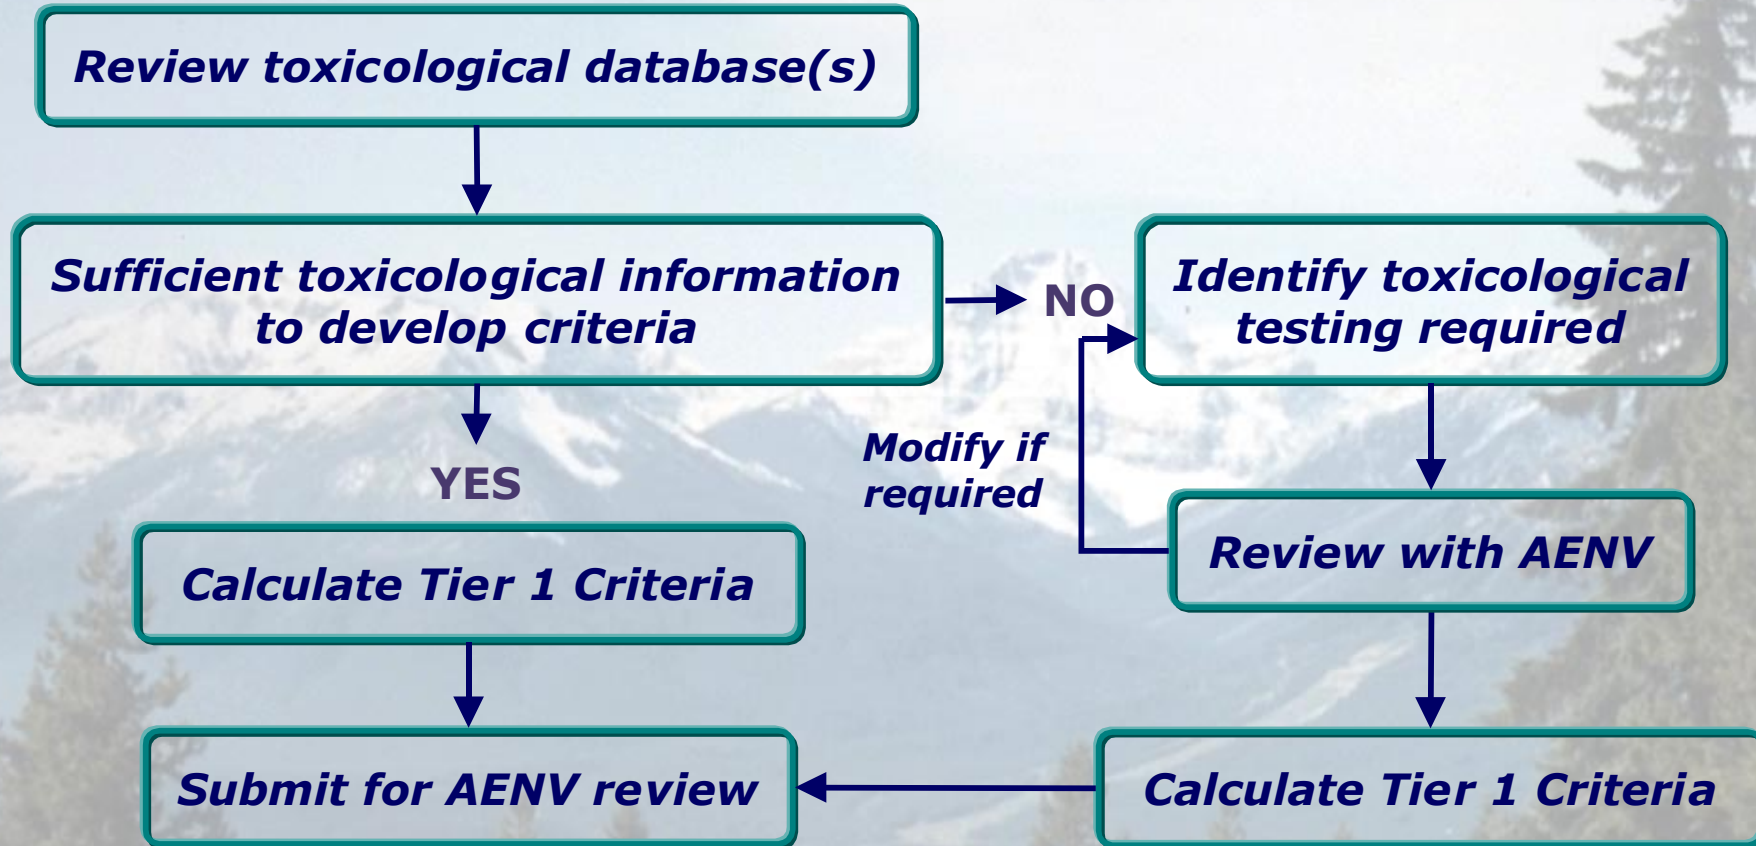 Review toxicological database(s)
Sufficient toxicological information
to develop criteria
NO
Identify toxicological
testing required
Modify if
required
YES
Review with AENV
Calculate Tier 1 Criteria
Submit for AENV review
Calculate Tier 1 Criteria